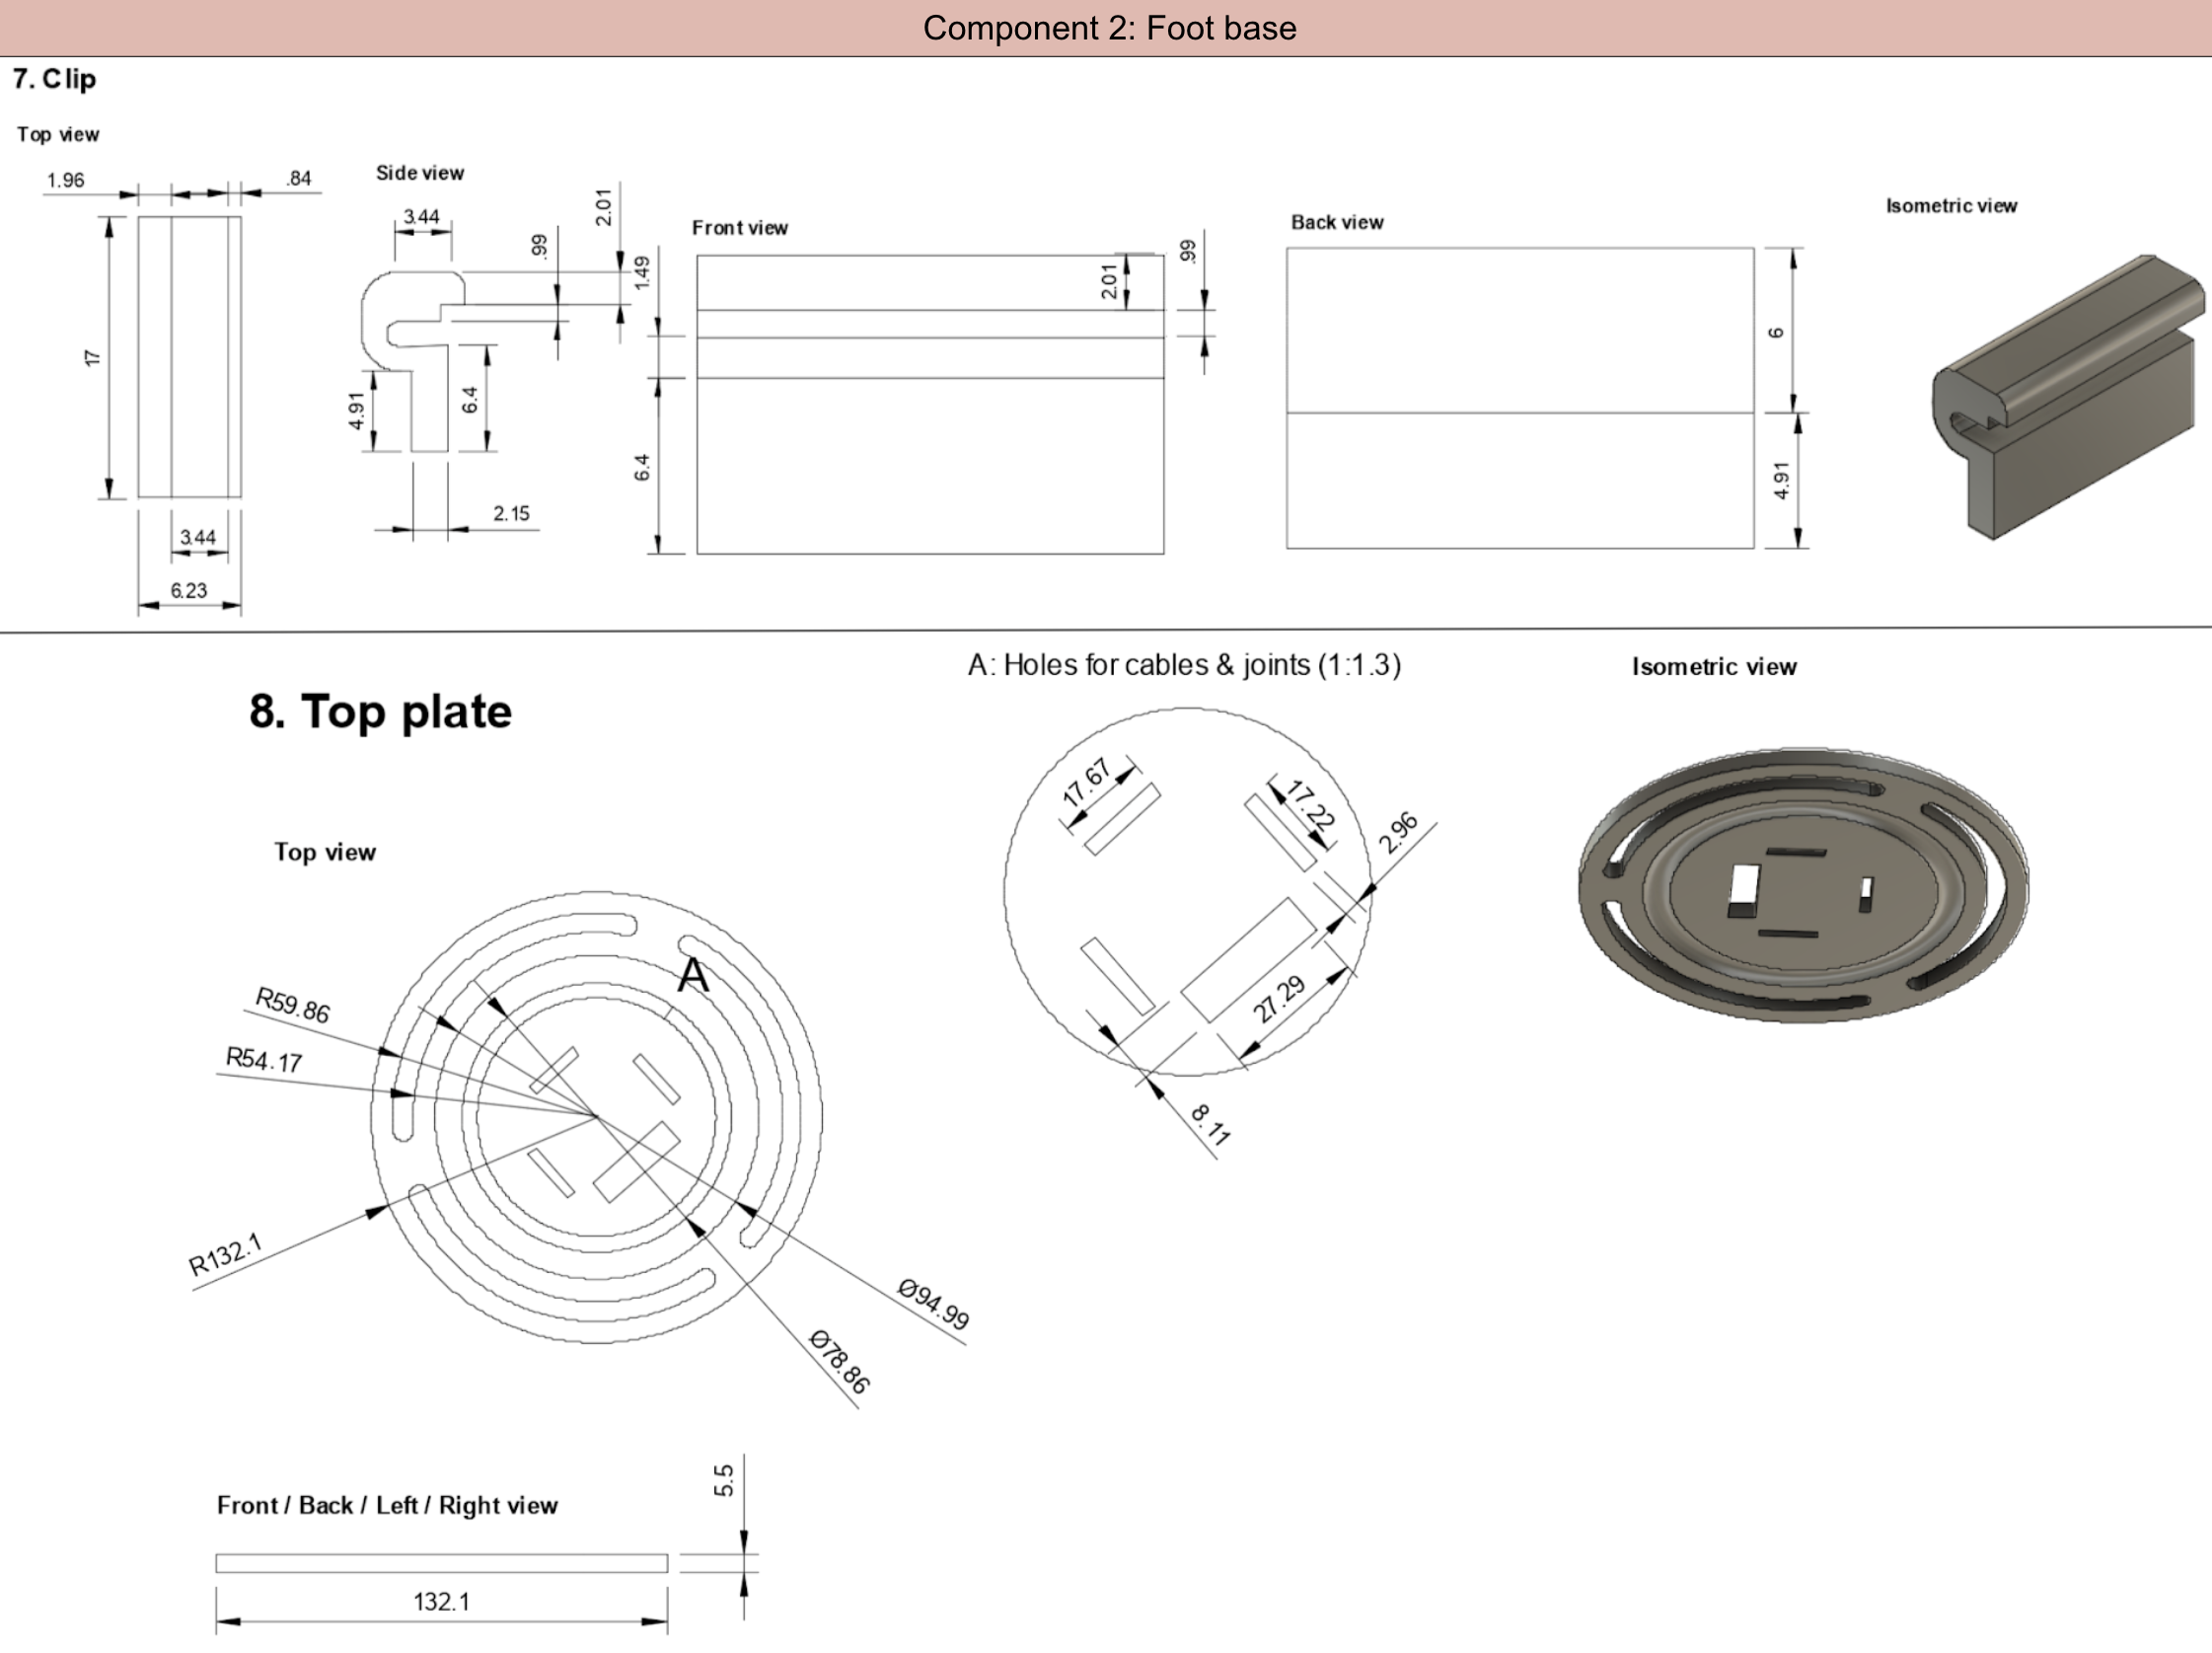 Component 2: Foot base
7. Clip
Top view
1.96
.84
17
3.44
6.23
Side view
3.44
.99
2.01
4.91
6.4
2.15
Front view
1.49
2.01
.99
6.4
Back view
6
4.91
Isometric view
8. Top plate
A: Holes for cables & joints (1:1.3)
17.67
17.22
2.96
27.29
8.11
Isometric view
Top view
A
R59.86
R54.17
R132.1
Ø94.99
Ø78.86
Front / Back / Left / Right view
5.5
132.1